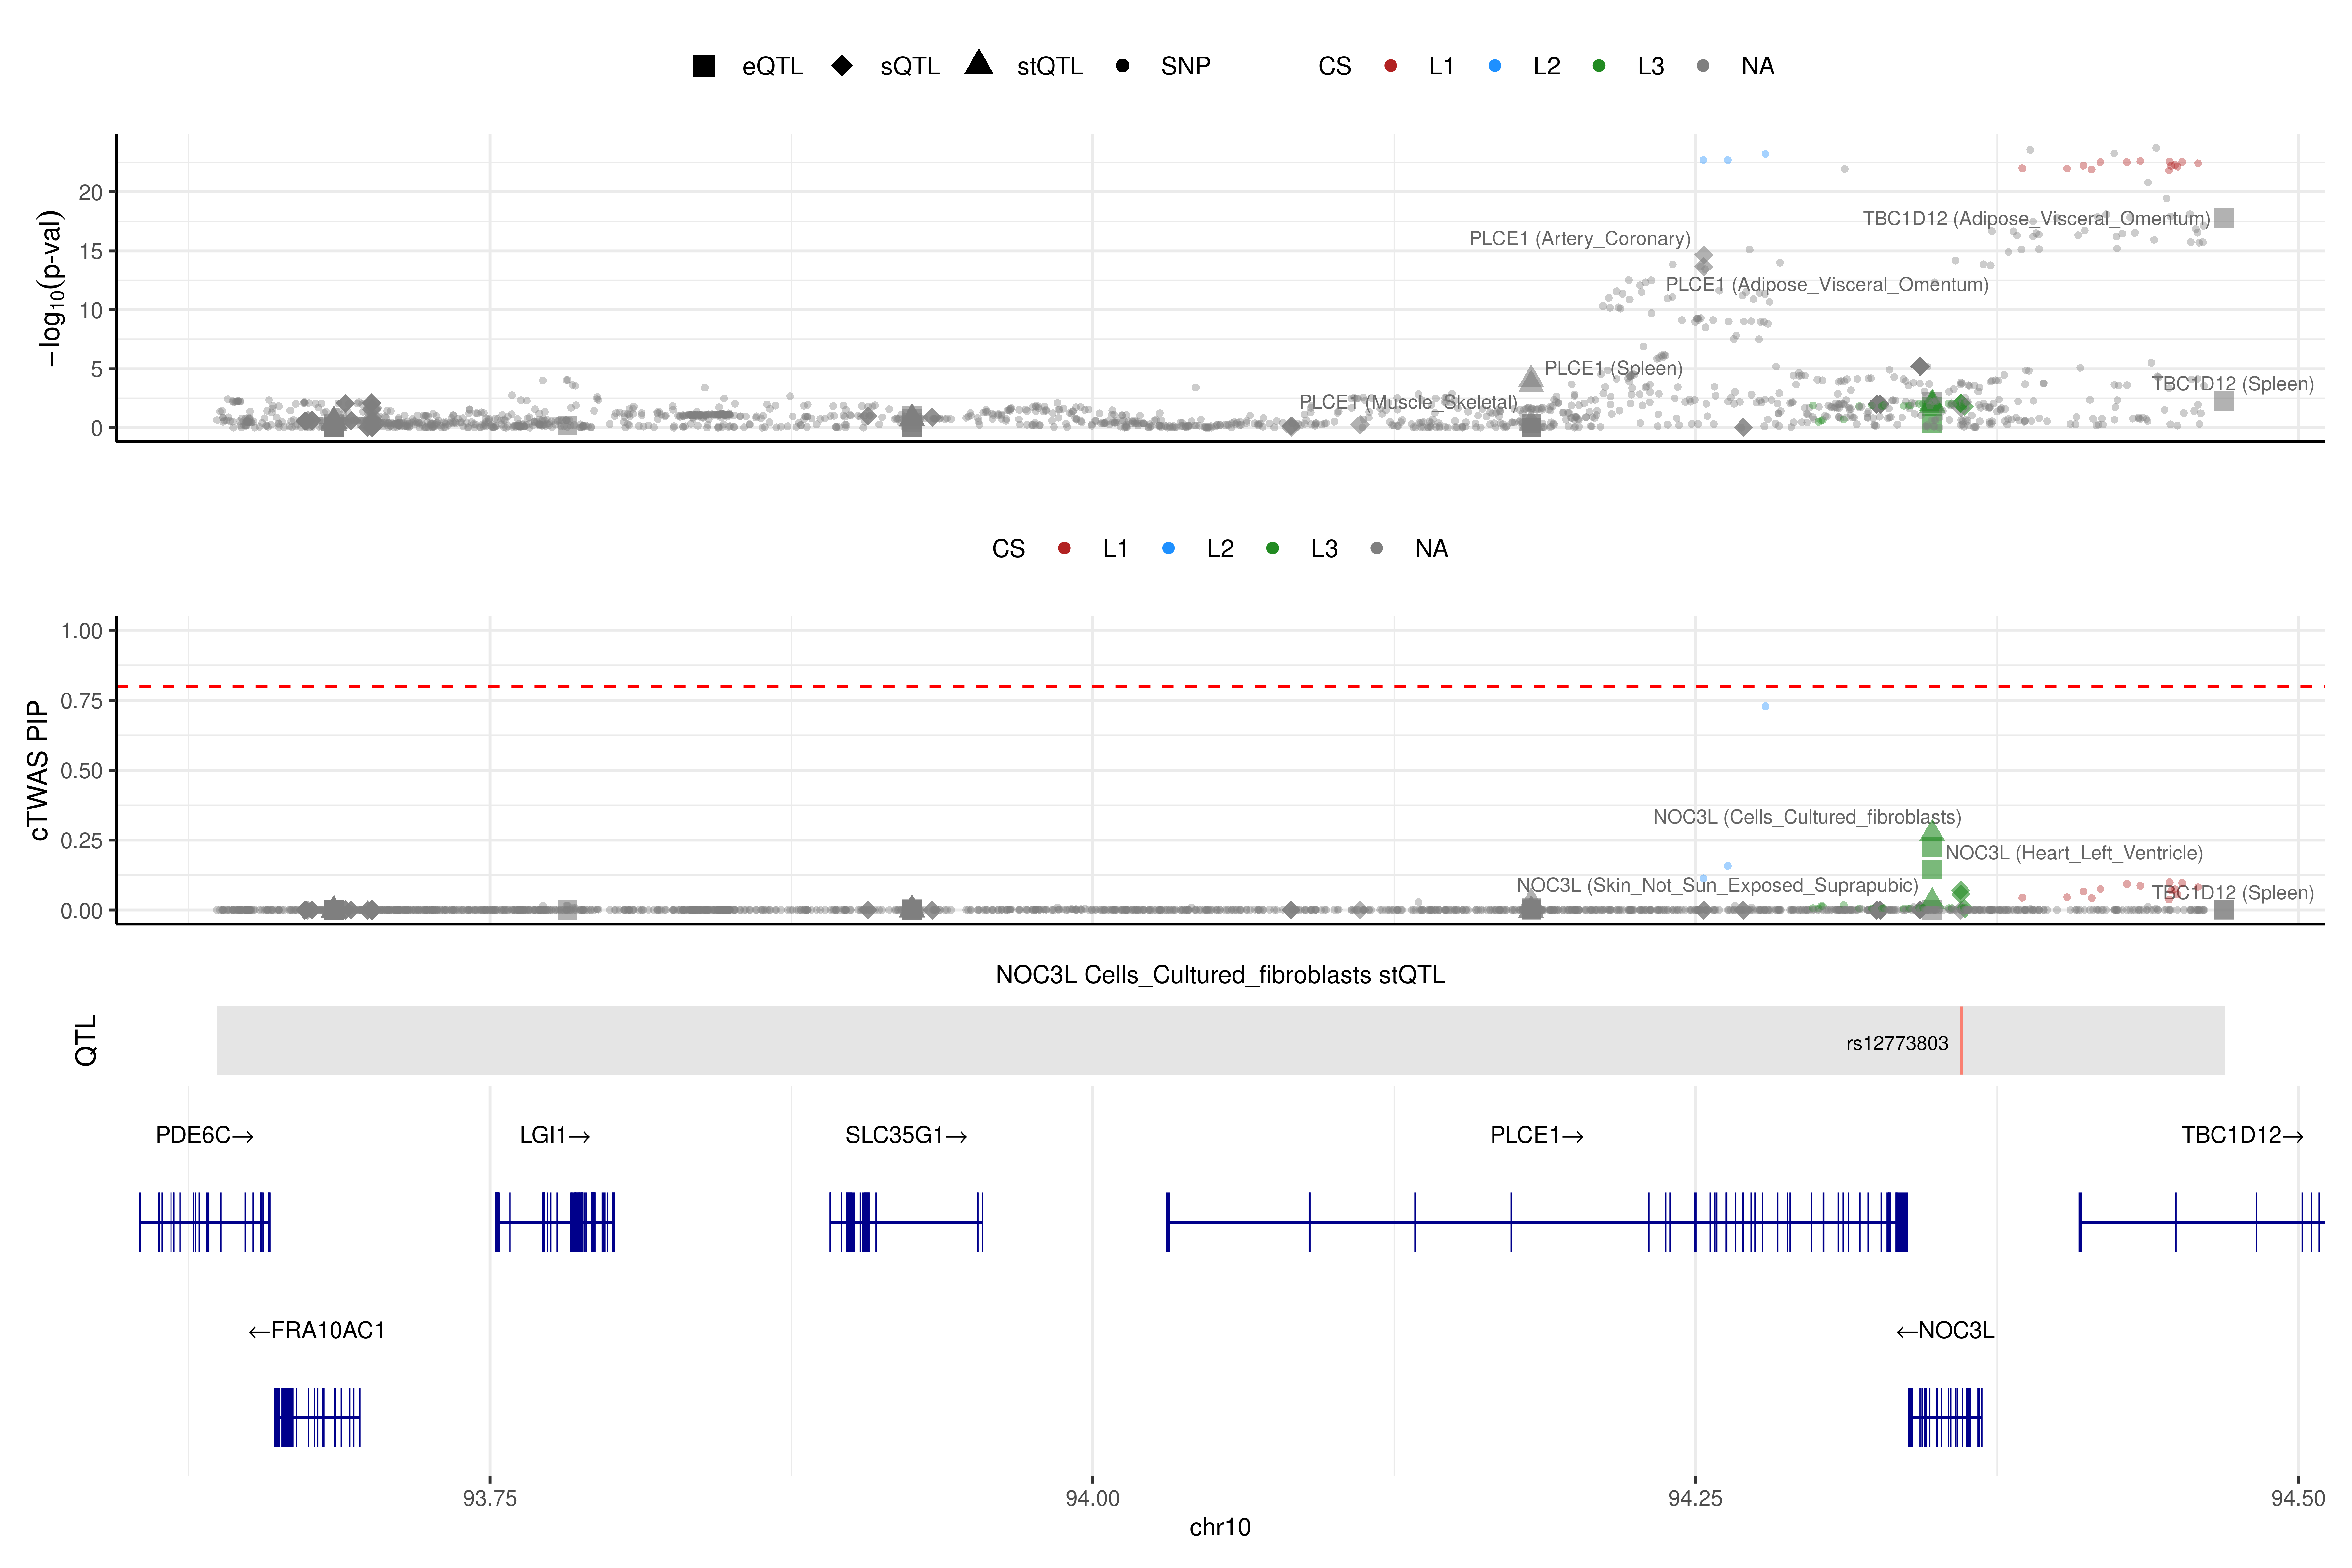 eQTL sQTL stQTL SNP CS L1 L2 L3 NA
−log10(p-val)
20
15
10
5
0
TBC1D12 (Adipose_Visceral_Omentum)
PLCE1 (Artery_Coronary)
PLCE1 (Adipose_Visceral_Omentum)
PLCE1 (Spleen)
TBC1D12 (Spleen)
PLCE1 (Muscle_Skeletal)
CS L1 L2 L3 NA
cTWAS PIP
1.00
0.75
0.50
0.25
0.00
NOC3L (Cells_Cultured_fibroblasts)
NOC3L (Heart_Left_Ventricle)
NOC3L (Skin_Not_Sun_Exposed_Suprapubic)
TBC1D12 (Spleen)
NOC3L Cells_Cultured_fibroblasts stQTL
QTL
rs12773803
PDE6C→ LGI1→ SLC35G1→ PLCE1→ TBC1D12→
←FRA10AC1 ←NOC3L
93.75 94.00 94.25 94.50
chr10